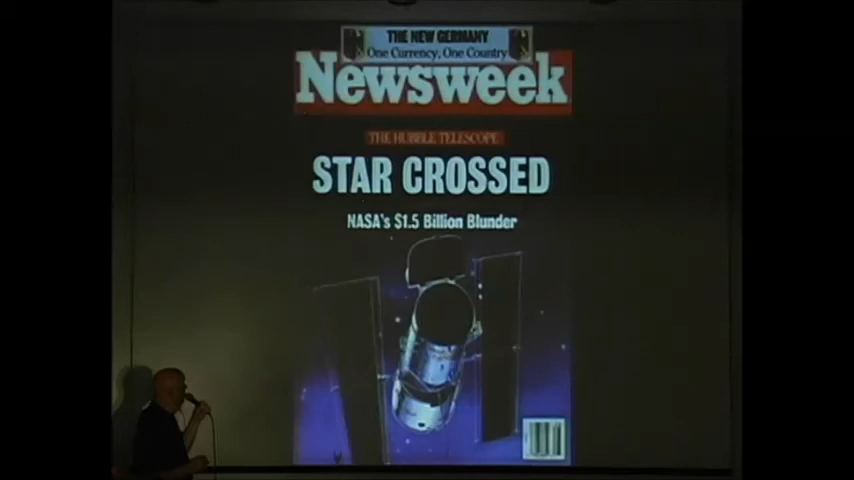 THE NEW GERMANY
One Currency, One Country
Newsweek
THE HUBBLE TELESCOPE
STAR CROSSED
NASA's $1.5 Billion Blunder